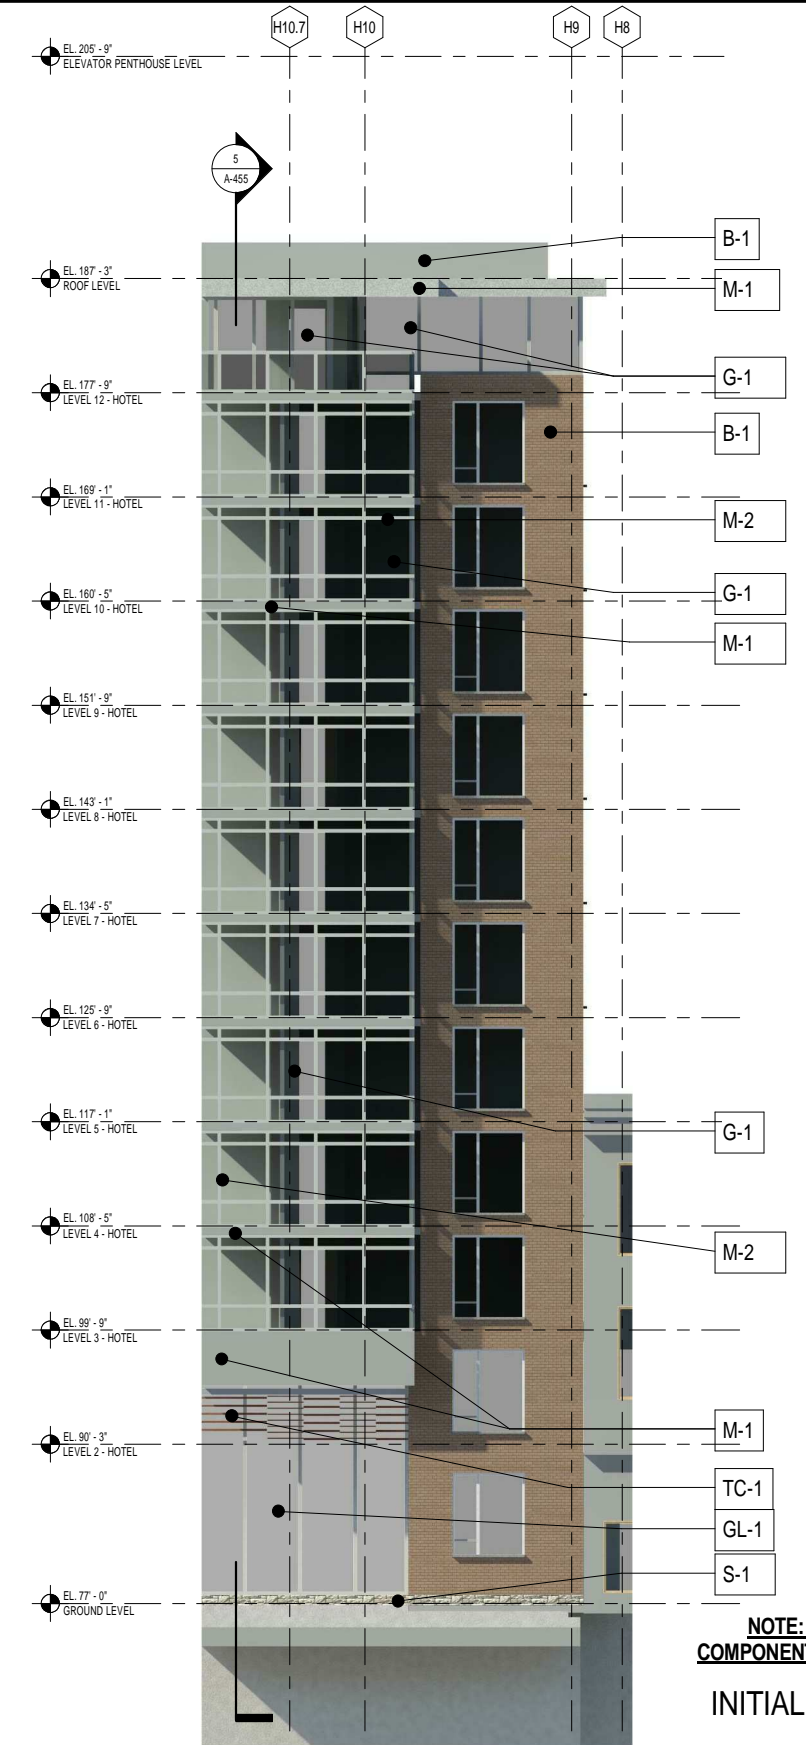 H10.7
H10
H9
H8
EL. 205' - 9"
ELEVATOR PENTHOUSE LEVEL
5
A-455
B-1
EL. 187' - 3"
ROOF LEVEL
M-1
G-1
EL. 177' - 9"
LEVEL 12 - HOTEL
B-1
EL. 169' - 1"
LEVEL 11 - HOTEL
M-2
G-1
EL. 160' - 5"
LEVEL 10 - HOTEL
M-1
EL. 151' - 9"
LEVEL 9 - HOTEL
EL. 143' - 1"
LEVEL 8 - HOTEL
EL. 134' - 5"
LEVEL 7 - HOTEL
EL. 125' - 9"
LEVEL 6 - HOTEL
EL. 117' - 1"
LEVEL 5 - HOTEL
G-1
EL. 108' - 5"
LEVEL 4 - HOTEL
M-2
EL. 99' - 9"
LEVEL 3 - HOTEL
M-1
EL. 90' - 3"
LEVEL 2 - HOTEL
TC-1
GL-1
S-1
EL. 77' - 0"
GROUND LEVEL
NOTE:
COMPONENT
INITIAL